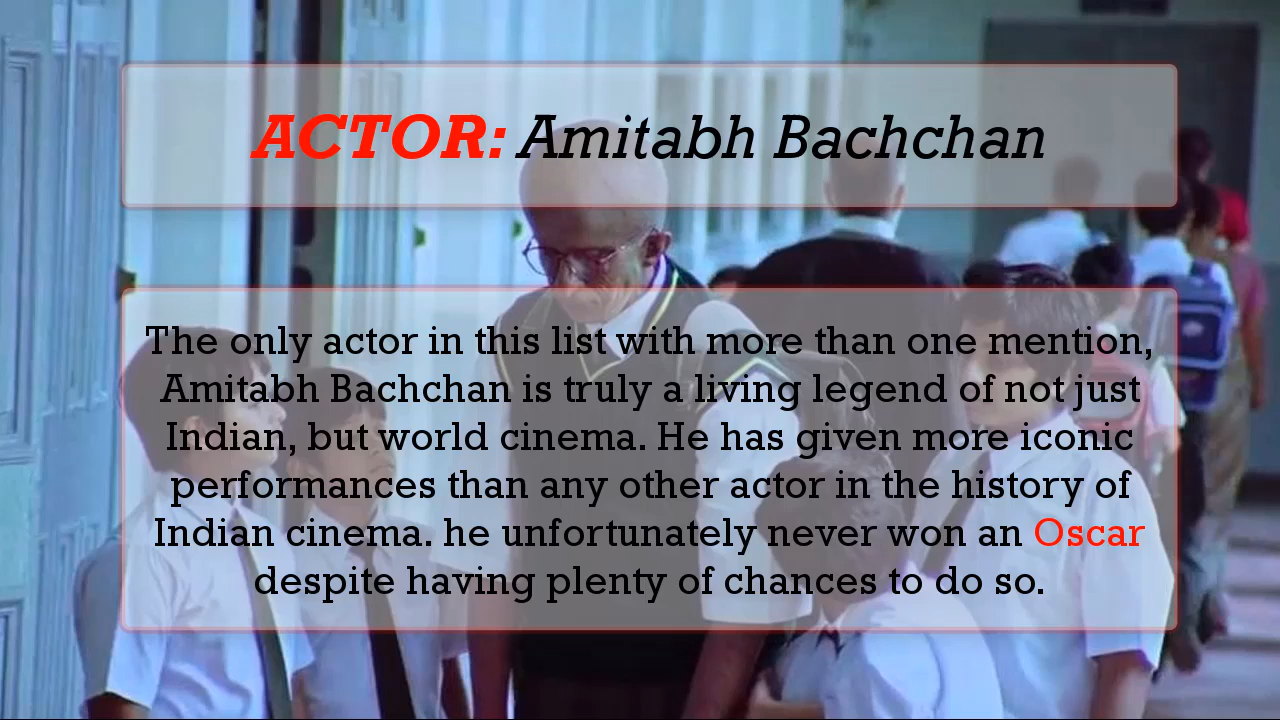 ACTOR: Amitabh Bachchan
The only actor in this list with more than one mention,
Amitabh Bachchan is truly a living legend of not just
Indian, but world cinema. He has given more iconic
performances than any other actor in the history of
Indian cinema. he unfortunately never won an Oscar
despite having plenty of chances to do so.